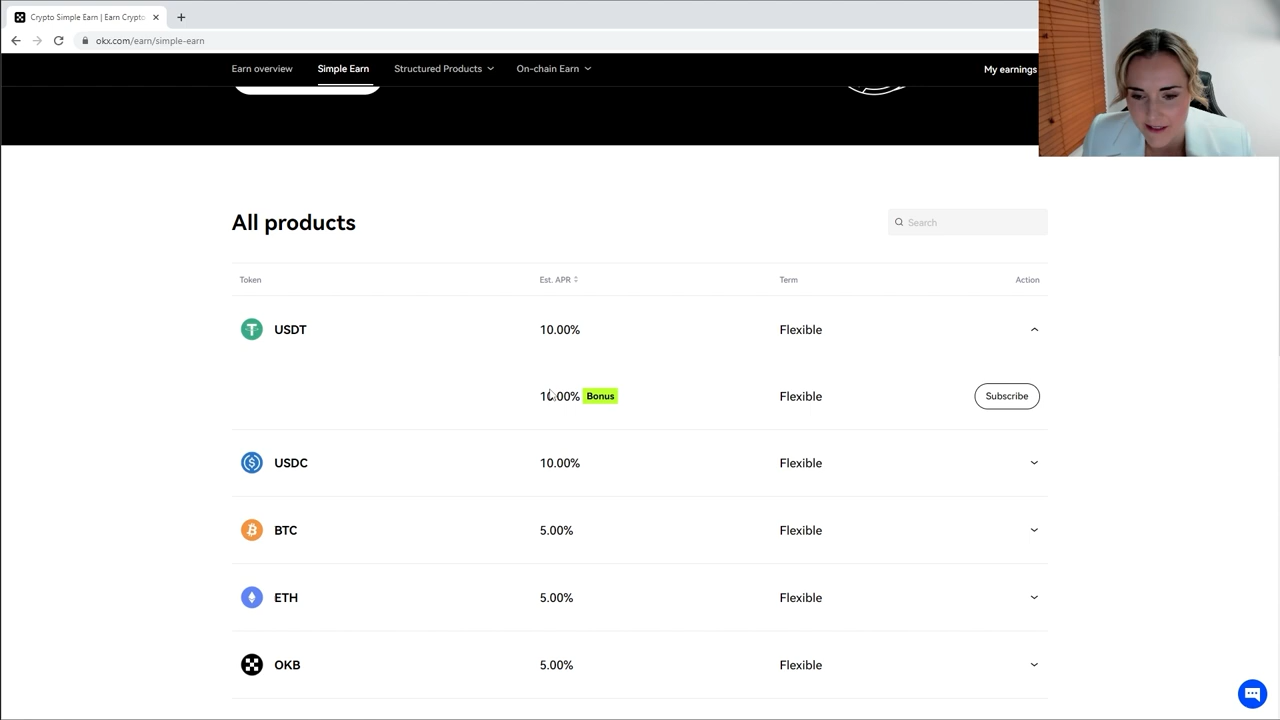 Crypto Simple Earn | Earn Crypto
okx.com/earn/simple-earn
Earn overview Simple Earn Structured Products On-chain Earn My earnings
All products
Search
Token Est. APR Term Action
USDT 10.00% Flexible
10.00% Bonus Flexible Subscribe
USDC 10.00% Flexible
BTC 5.00% Flexible
ETH 5.00% Flexible
OKB 5.00% Flexible